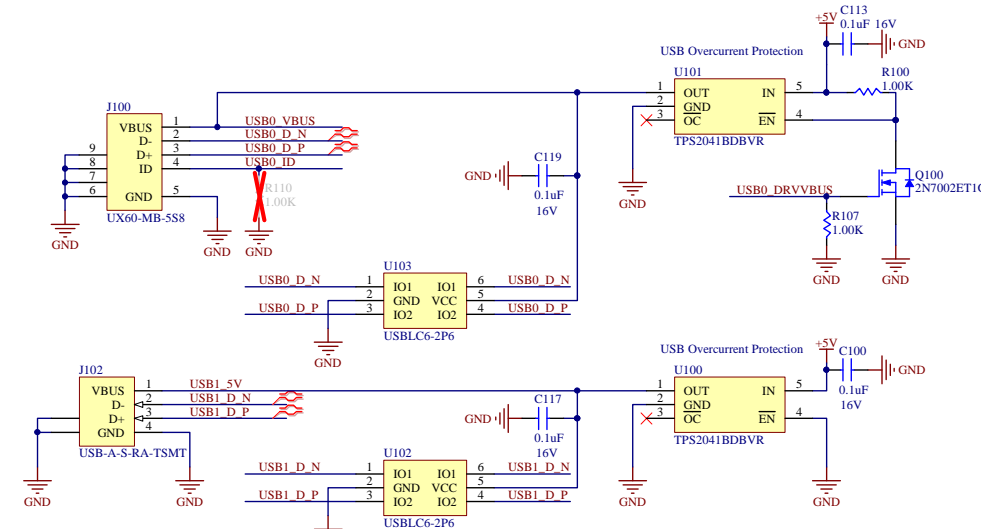 +5V
C113
0.1uF 16V
GND
USB Overcurrent Protection
U101
R100
1.00K
1 OUT IN 5
2 GND
3 OC EN 4
TPS2041BDBVR
J100
VBUS 1 USB0_VBUS
D- 2 USB0_D_N
9 D+ 3 USB0_D_P
8 ID 4 USB0_ID
7
6 GND 5
UX60-MB-5S8
R110
1.00K
GND
GND
GND
C119
GND
0.1uF
16V
GND
Q100
2N7002ET1G
USB0_DRVVBUS
R107
1.00K
GND
GND
U103
USB0_D_N 1 IO1 IO1 6 USB0_D_N
2 GND VCC 5
USB0_D_P 3 IO2 IO2 4 USB0_D_P
USBLC6-2P6
GND
+5V
C100
GND
0.1uF
16V
USB Overcurrent Protection
U100
1 OUT IN 5
2 GND
3 OC EN 4
TPS2041BDBVR
J102
VBUS 1 USB1_5V
D- 2 USB1_D_N
D+ 3 USB1_D_P
GND 4
USB-A-S-RA-TSMT
C117
GND
0.1uF
16V
U102
USB1_D_N 1 IO1 IO1 6 USB1_D_N
2 GND VCC 5
USB1_D_P 3 IO2 IO2 4 USB1_D_P
USBLC6-2P6
GND
GND
GND
GND